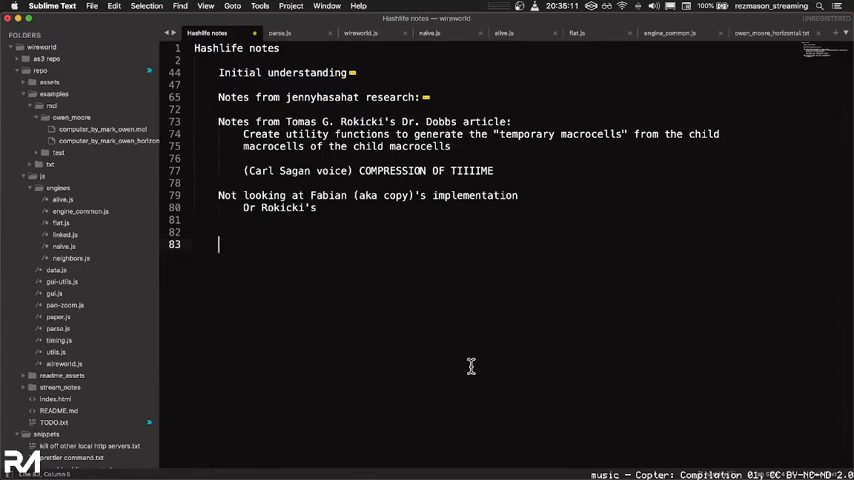 Sublime Text File Edit Selection Find View Goto Tools Project Window Help 100% 20:35:11 rezmason_streaming
Hashlife notes — wireworld UNREGISTERED
FOLDERS
wireworld
as3 repo
repo
assets
examples
mcl
owen_moore
computer_by_mark_owen.mcl
computer_by_mark_owen_horizon
test
txt
js
engines
alive.js
engine_common.js
flat.js
linked.js
naive.js
neighbors.js
data.js
gui-utils.js
gui.js
pan-zoom.js
paper.js
parse.js
timing.js
utils.js
wireworld.js
readme_assets
stream_notes
index.html
README.md
TODO.txt
snippets
kill off other local http servers.txt
prettier command.txt
Hashlife notes parse.js wireworld.js naive.js alive.js flat.js engine_common.js owen_moore_horizontal.txt
1 Hashlife notes
2
44 Initial understanding
47
65 Notes from jennyhasahat research:
72
73 Notes from Tomas G. Rokicki's Dr. Dobbs article:
74 Create utility functions to generate the "temporary macrocells" from the child
75 macrocells of the child macrocells
76
77 (Carl Sagan voice) COMPRESSION OF TIIIIME
78
79 Not looking at Fabian (aka copy)'s implementation
80 Or Rokicki's
81
82
83
RM
Line 83, Column 6
music - Copter: Compilation 01, CC BY-NC-ND 2.0